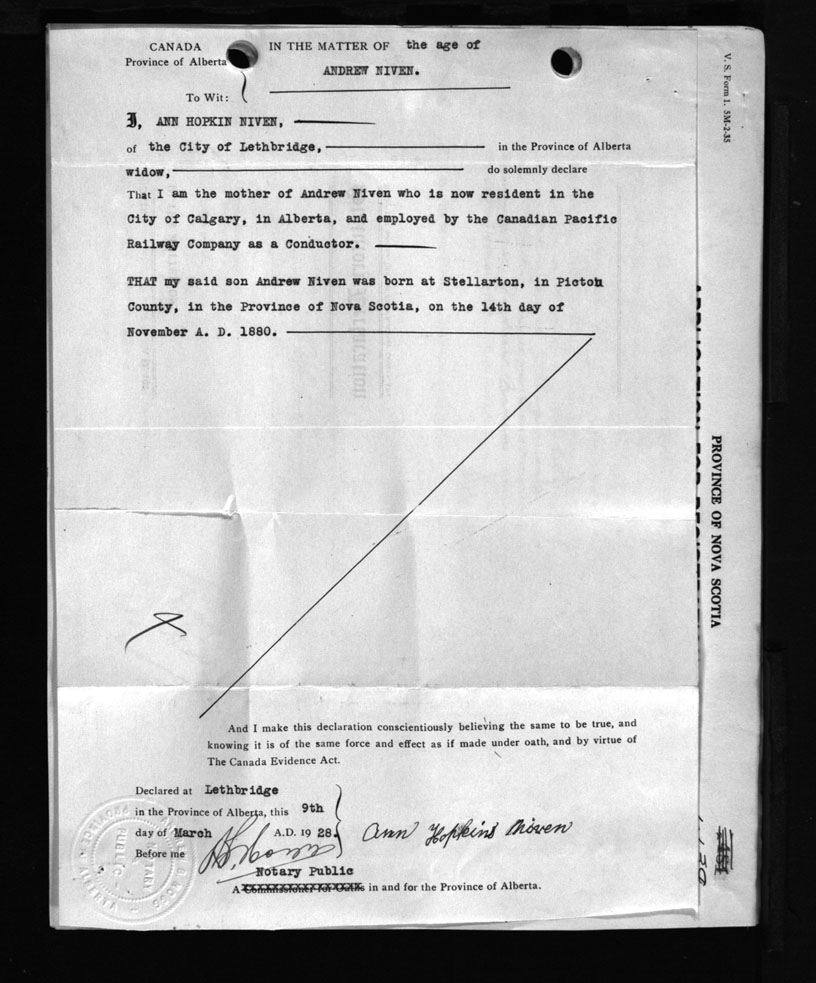 CANADA
Province of Alberta
To Wit:
IN THE MATTER OF the age of
ANDREW NIVEN.
I, ANN HOPKIN NIVEN,
of the City of Lethbridge, in the Province of Alberta
widow, do solemnly declare
That I am the mother of Andrew Niven who is now resident in the
City of Calgary, in Alberta, and employed by the Canadian Pacific
Railway Company as a Conductor.
THAT my said son Andrew Niven was born at Stellarton, in Pictou
County, in the Province of Nova Scotia, on the 14th day of
November A. D. 1880.
And I make this declaration conscientiously believing the same to be true, and
knowing it is of the same force and effect as if made under oath, and by virtue of
The Canada Evidence Act.
Declared at Lethbridge
in the Province of Alberta, this 9th
day of March A.D. 1928.
Before me
Ann Hopkins Niven
Notary Public
A Commissioner for Oaths in and for the Province of Alberta.
V. S. Form 1. 5M-2-35
PROVINCE OF NOVA SCOTIA
NOTARY
PUBLIC